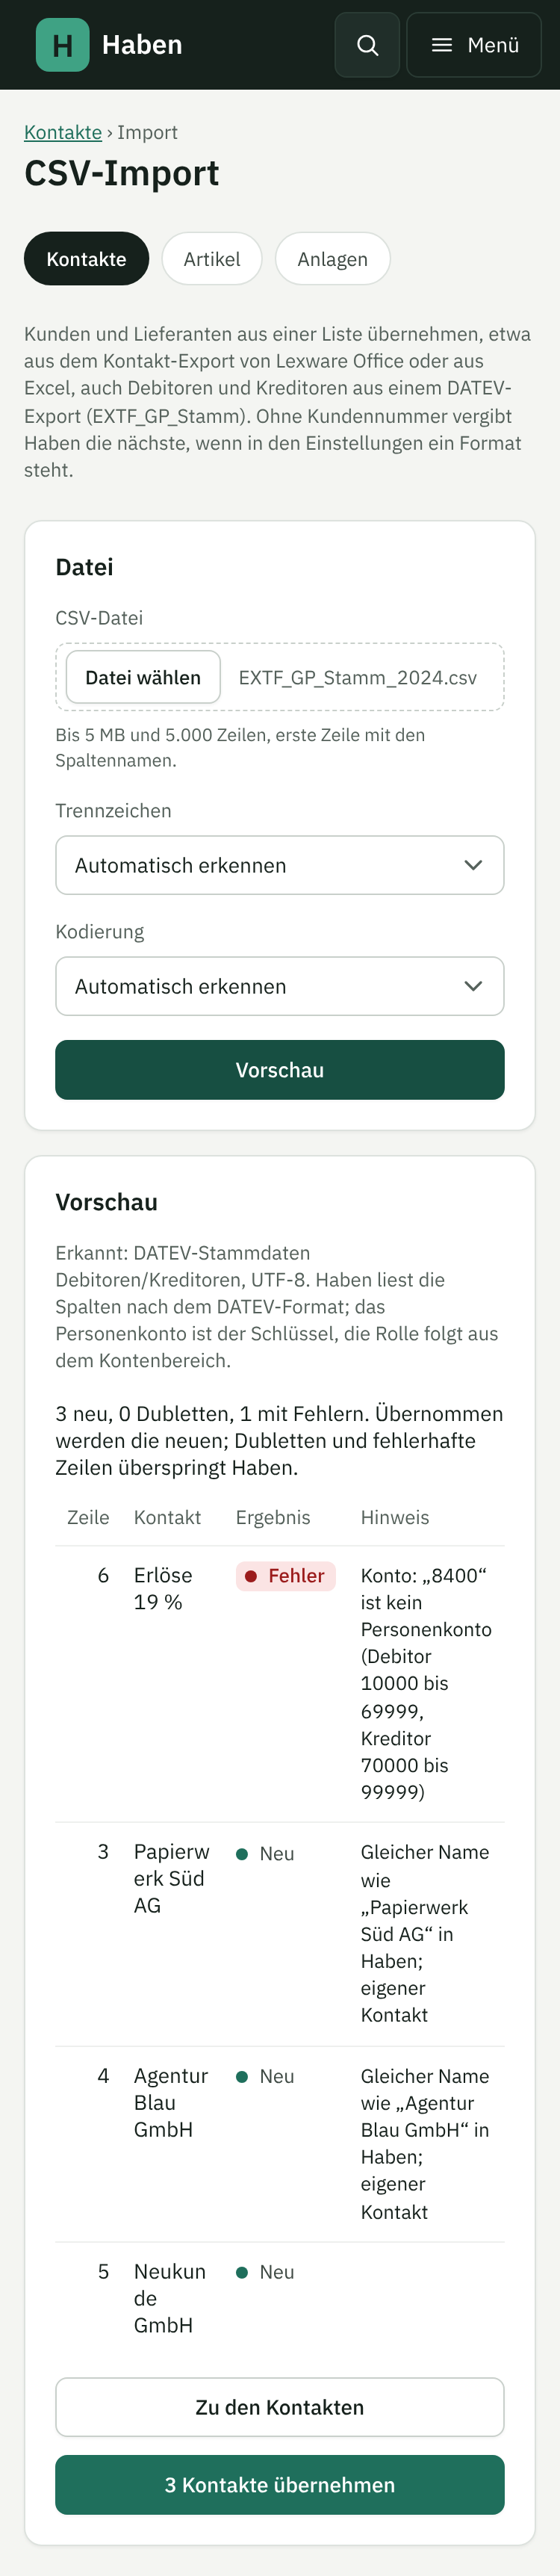 H Haben
Menü
Kontakte › Import
CSV-Import
Kontakte Artikel Anlagen
Kunden und Lieferanten aus einer Liste übernehmen, etwa
aus dem Kontakt-Export von Lexware Office oder aus
Excel, auch Debitoren und Kreditoren aus einem DATEV-
Export (EXTF_GP_Stamm). Ohne Kundennummer vergibt
Haben die nächste, wenn in den Einstellungen ein Format
steht.
Datei
CSV-Datei
Datei wählen EXTF_GP_Stamm_2024.csv
Bis 5 MB und 5.000 Zeilen, erste Zeile mit den
Spaltennamen.
Trennzeichen
Automatisch erkennen
Kodierung
Automatisch erkennen
Vorschau
Vorschau
Erkannt: DATEV-Stammdaten
Debitoren/Kreditoren, UTF-8. Haben liest die
Spalten nach dem DATEV-Format; das
Personenkonto ist der Schlüssel, die Rolle folgt aus
dem Kontenbereich.
3 neu, 0 Dubletten, 1 mit Fehlern. Übernommen
werden die neuen; Dubletten und fehlerhafte
Zeilen überspringt Haben.
Zeile Kontakt Ergebnis Hinweis
6 Erlöse Fehler Konto: „8400“
19 % ist kein
Personenkonto
(Debitor
10000 bis
69999,
Kreditor
70000 bis
99999)
3 Papierw Neu Gleicher Name
erk Süd wie
AG „Papierwerk
Süd AG“ in
Haben;
eigener
Kontakt
4 Agentur Neu Gleicher Name
Blau wie „Agentur
GmbH Blau GmbH“ in
Haben;
eigener
Kontakt
5 Neukun Neu
de
GmbH
Zu den Kontakten
3 Kontakte übernehmen